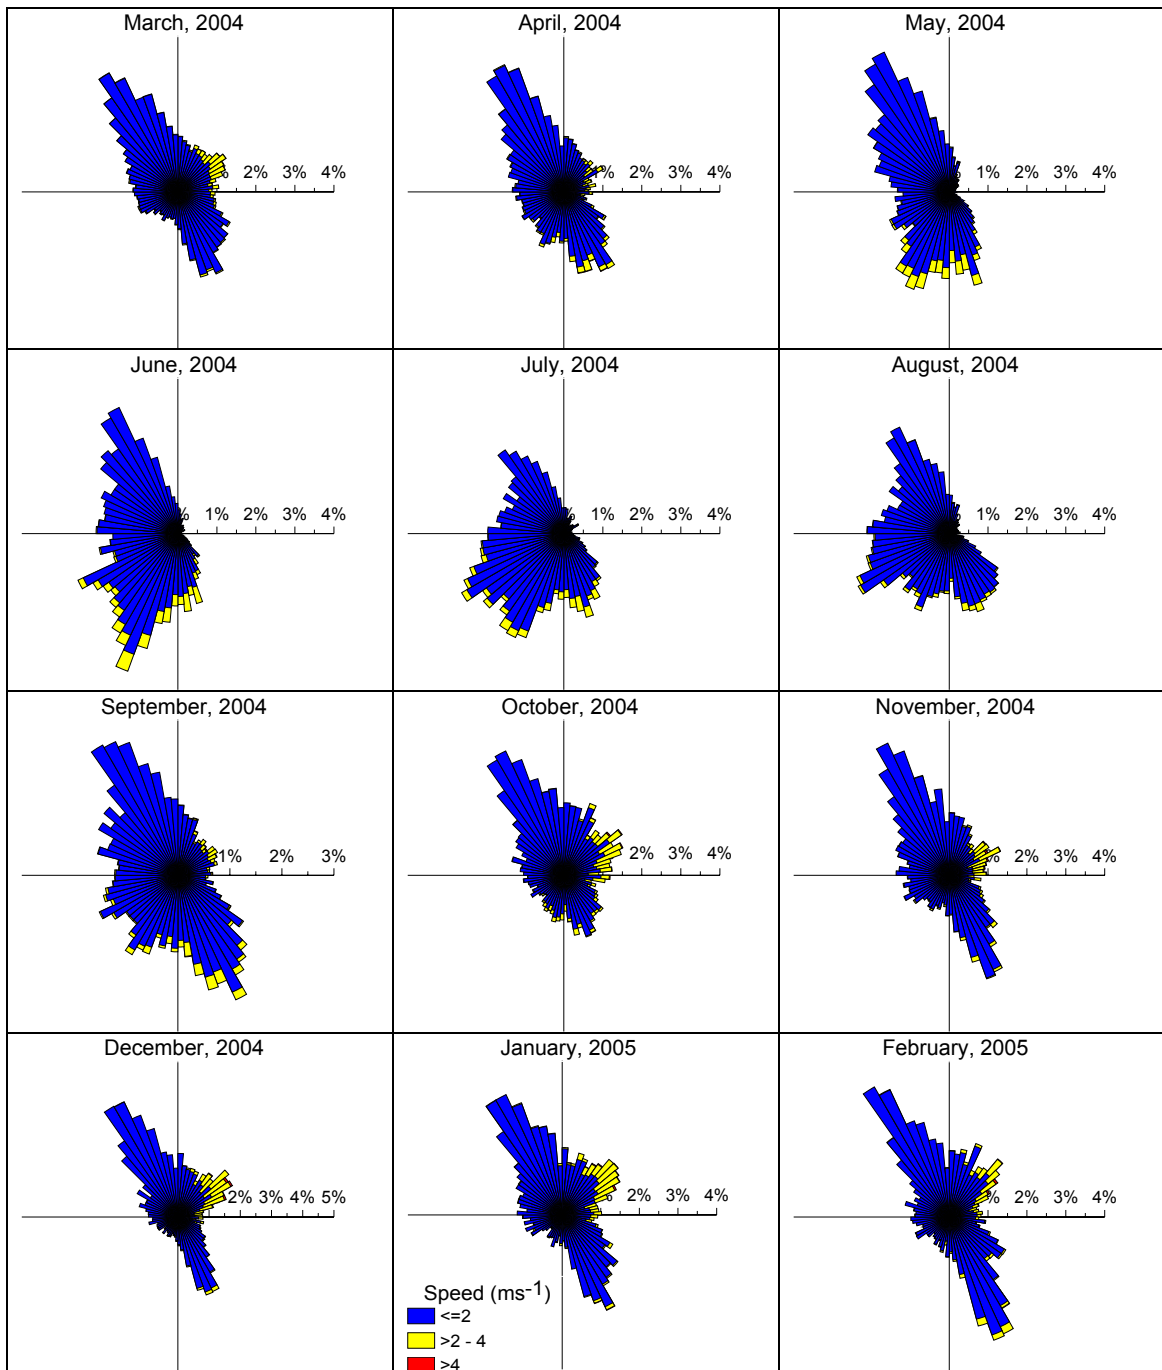 March, 2004
April, 2004
May, 2004
% 2% 3% 4%
1% 2% 3% 4%
1% 2% 3% 4%
June, 2004
July, 2004
August, 2004
% 1% 2% 3% 4%
1% 2% 3% 4%
% 1% 2% 3% 4%
September, 2004
October, 2004
November, 2004
1% 2% 3%
2% 3% 4%
% 2% 3% 4%
December, 2004
January, 2005
February, 2005
2% 3% 4% 5%
% 2% 3% 4%
% 2% 3% 4%
Speed (ms-1)
<=2
>2 - 4
>4